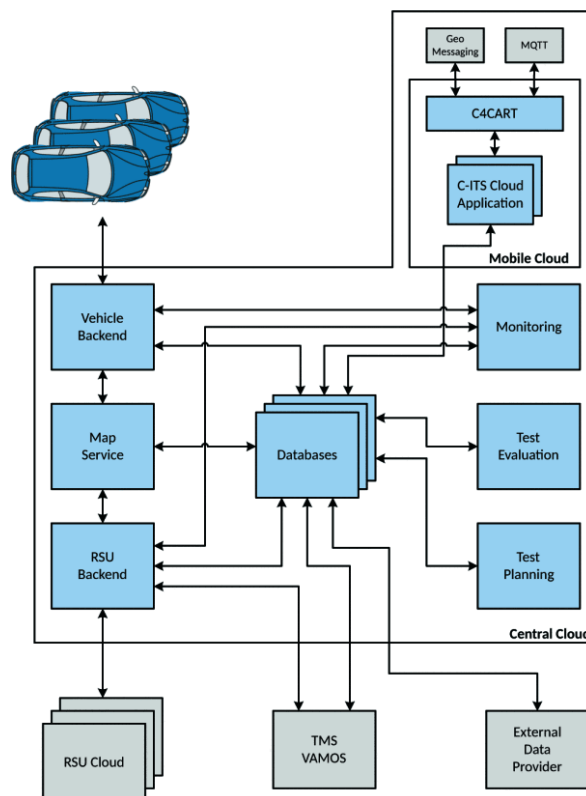 Geo
Messaging
MQTT
C4CART
C-ITS Cloud
Application
Mobile Cloud
Vehicle
Backend
Monitoring
Map
Service
Databases
Test
Evaluation
RSU
Backend
Test
Planning
Central Cloud
RSU Cloud
TMS
VAMOS
External
Data
Provider